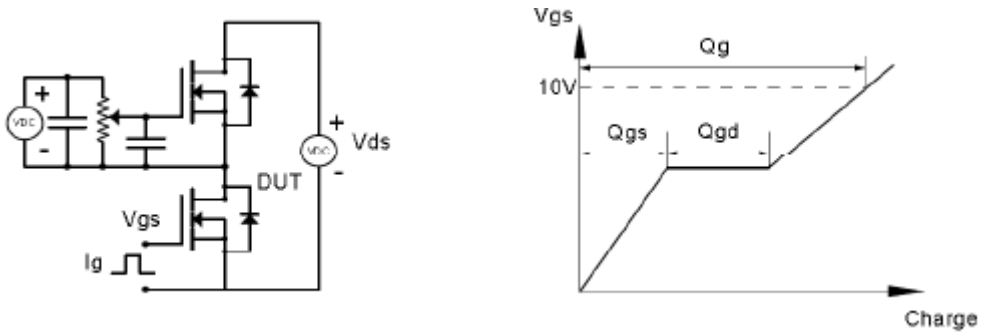 VDC
+
-
DUT
Vgs
Ig
VDC
+
-
Vds
Vgs
Qg
10V
Qgs
Qgd
Charge